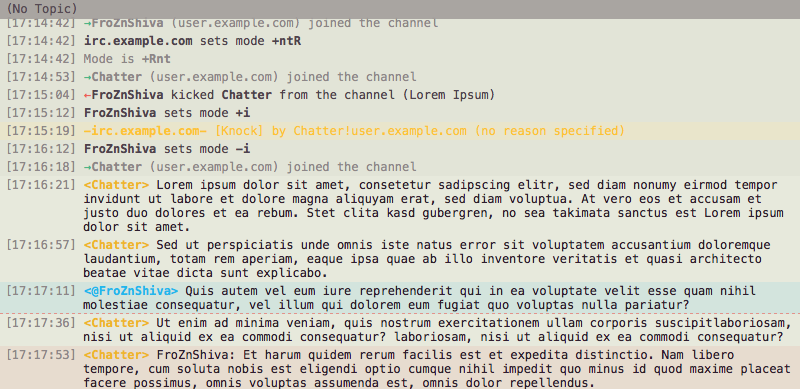 (No Topic)
[17:14:42] →FroZnShiva (user.example.com) joined the channel
[17:14:42] irc.example.com sets mode +ntR
[17:14:42] Mode is +Rnt
[17:14:53] →Chatter (user.example.com) joined the channel
[17:15:04] ←FroZnShiva kicked Chatter from the channel (Lorem Ipsum)
[17:15:12] FroZnShiva sets mode +i
[17:15:19] –irc.example.com– [Knock] by Chatter!user.example.com (no reason specified)
[17:16:12] FroZnShiva sets mode –i
[17:16:18] →Chatter (user.example.com) joined the channel
[17:16:21] <Chatter> Lorem ipsum dolor sit amet, consetetur sadipscing elitr, sed diam nonumy eirmod tempor
invidunt ut labore et dolore magna aliquyam erat, sed diam voluptua. At vero eos et accusam et
justo duo dolores et ea rebum. Stet clita kasd gubergren, no sea takimata sanctus est Lorem ipsum
dolor sit amet.
[17:16:57] <Chatter> Sed ut perspiciatis unde omnis iste natus error sit voluptatem accusantium doloremque
laudantium, totam rem aperiam, eaque ipsa quae ab illo inventore veritatis et quasi architecto
beatae vitae dicta sunt explicabo.
[17:17:11] <@FroZnShiva> Quis autem vel eum iure reprehenderit qui in ea voluptate velit esse quam nihil
molestiae consequatur, vel illum qui dolorem eum fugiat quo voluptas nulla pariatur?
[17:17:36] <Chatter> Ut enim ad minima veniam, quis nostrum exercitationem ullam corporis suscipitlaboriosam,
nisi ut aliquid ex ea commodi consequatur? laboriosam, nisi ut aliquid ex ea commodi consequatur?
[17:17:53] <Chatter> FroZnShiva: Et harum quidem rerum facilis est et expedita distinctio. Nam libero
tempore, cum soluta nobis est eligendi optio cumque nihil impedit quo minus id quod maxime placeat
facere possimus, omnis voluptas assumenda est, omnis dolor repellendus.